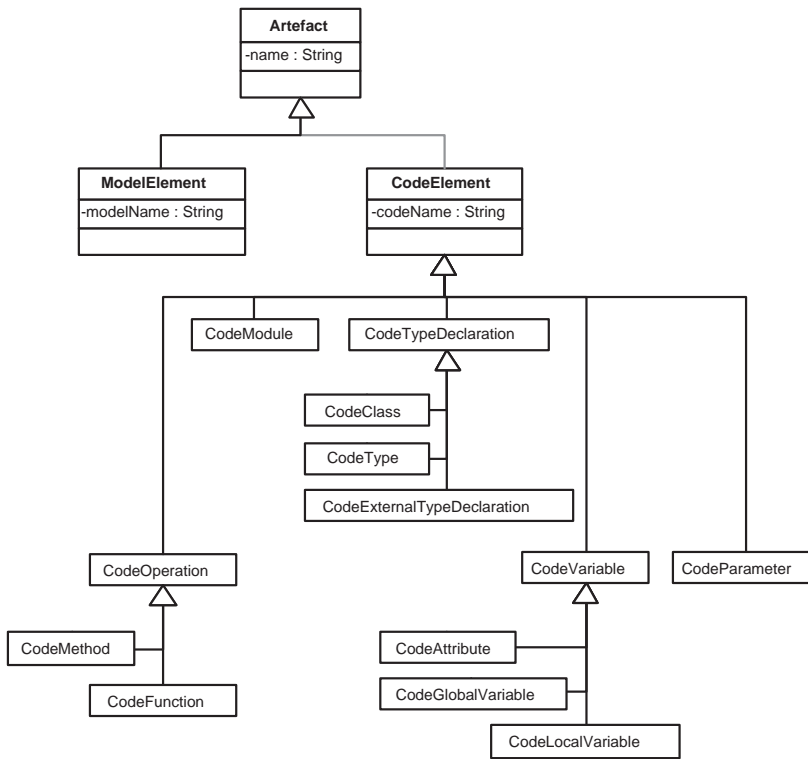 Artefact
-name : String
ModelElement
-modelName : String
CodeElement
-codeName : String
CodeModule
CodeTypeDeclaration
CodeClass
CodeType
CodeExternalTypeDeclaration
CodeOperation
CodeVariable
CodeParameter
CodeMethod
CodeAttribute
CodeFunction
CodeGlobalVariable
CodeLocalVariable